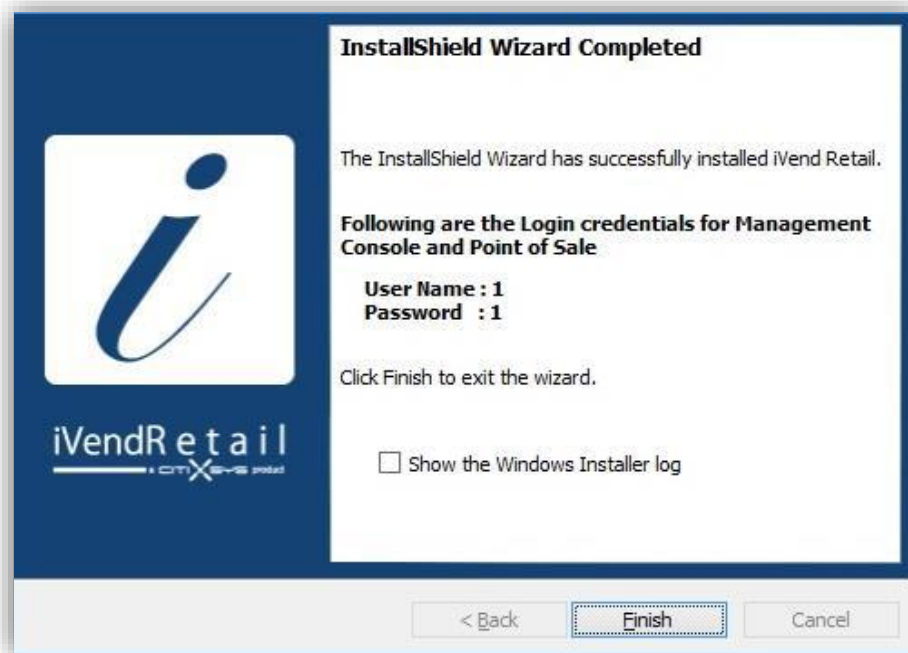 InstallShield Wizard Completed
The InstallShield Wizard has successfully installed iVend Retail.
Following are the Login credentials for Management
Console and Point of Sale
User Name : 1
Password : 1
Click Finish to exit the wizard.
Show the Windows Installer log
i
iVendRetail
a CITIXSYS product
< Back
Finish
Cancel